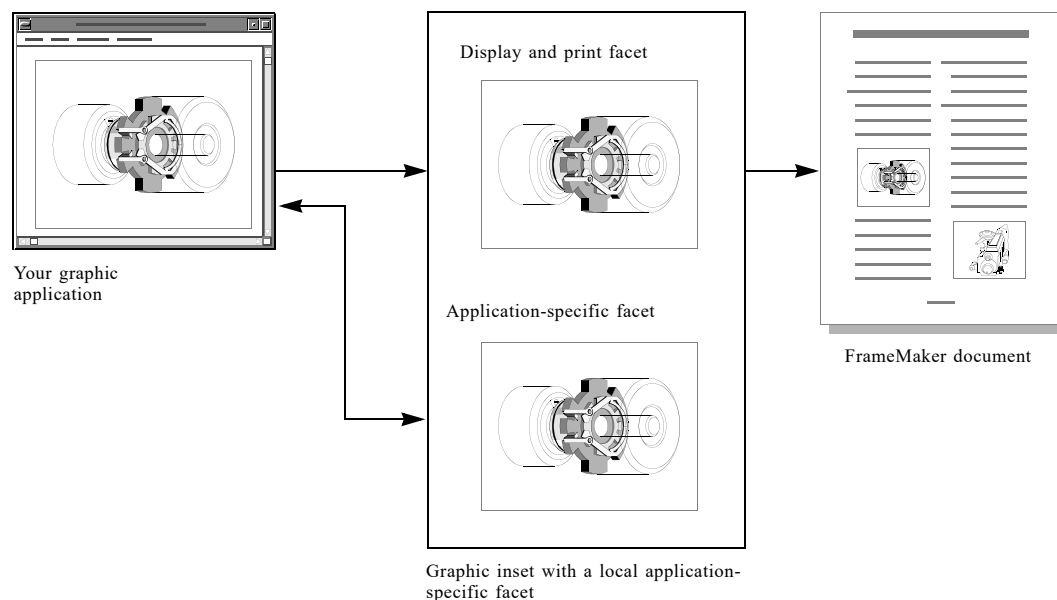 Display and print facet
Your graphic
application
Application-specific facet
FrameMaker document
Graphic inset with a local application-
specific facet